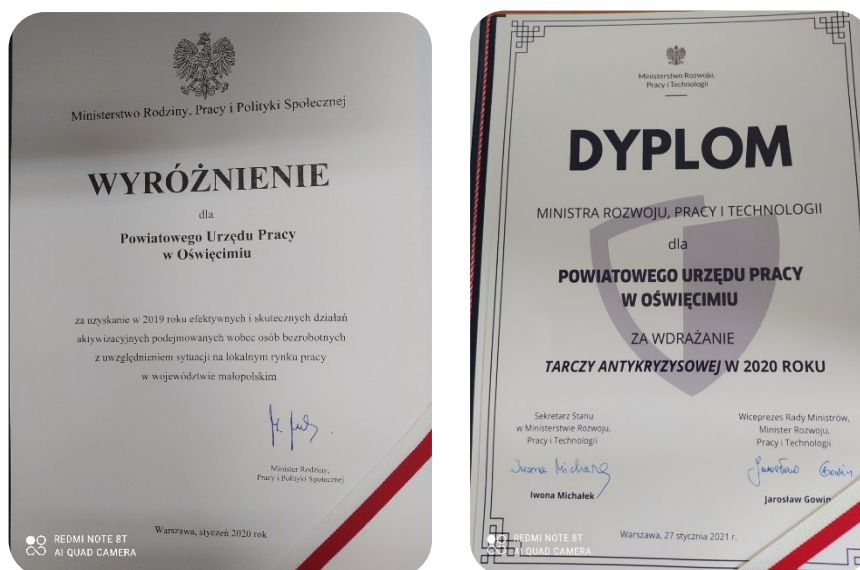 Ministerstwo Rodziny, Pracy i Polityki Społecznej
WYRÓŻNIENIE
dla
Powiatowego Urzędu Pracy
w Oświęcimiu
za uzyskanie w 2019 roku efektywnych i skutecznych działań
aktywizacyjnych podejmowanych wobec osób bezrobotnych
z uwzględnieniem sytuacji na lokalnym rynku pracy
w województwie małopolskim
Minister Rodziny,
Pracy i Polityki Społecznej
Warszawa, styczeń 2020 rok
REDMI NOTE 8T
AI QUAD CAMERA
Ministerstwo Rozwoju,
Pracy i Technologii
DYPLOM
MINISTRA ROZWOJU, PRACY I TECHNOLOGII
dla
POWIATOWEGO URZĘDU PRACY
W OŚWIĘCIMIU
ZA WDRAŻANIE
TARCZY ANTYKRYZYSOWEJ W 2020 ROKU
Sekretarz Stanu
w Ministerstwie Rozwoju,
Pracy i Technologii
Iwona Michałek
Wiceprezes Rady Ministrów,
Minister Rozwoju,
Pracy i Technologii
Jarosław Gowin
Jarosław Gowin
Warszawa, 27 stycznia 2021 r.
REDMI NOTE 8T
AI QUAD CAMERA